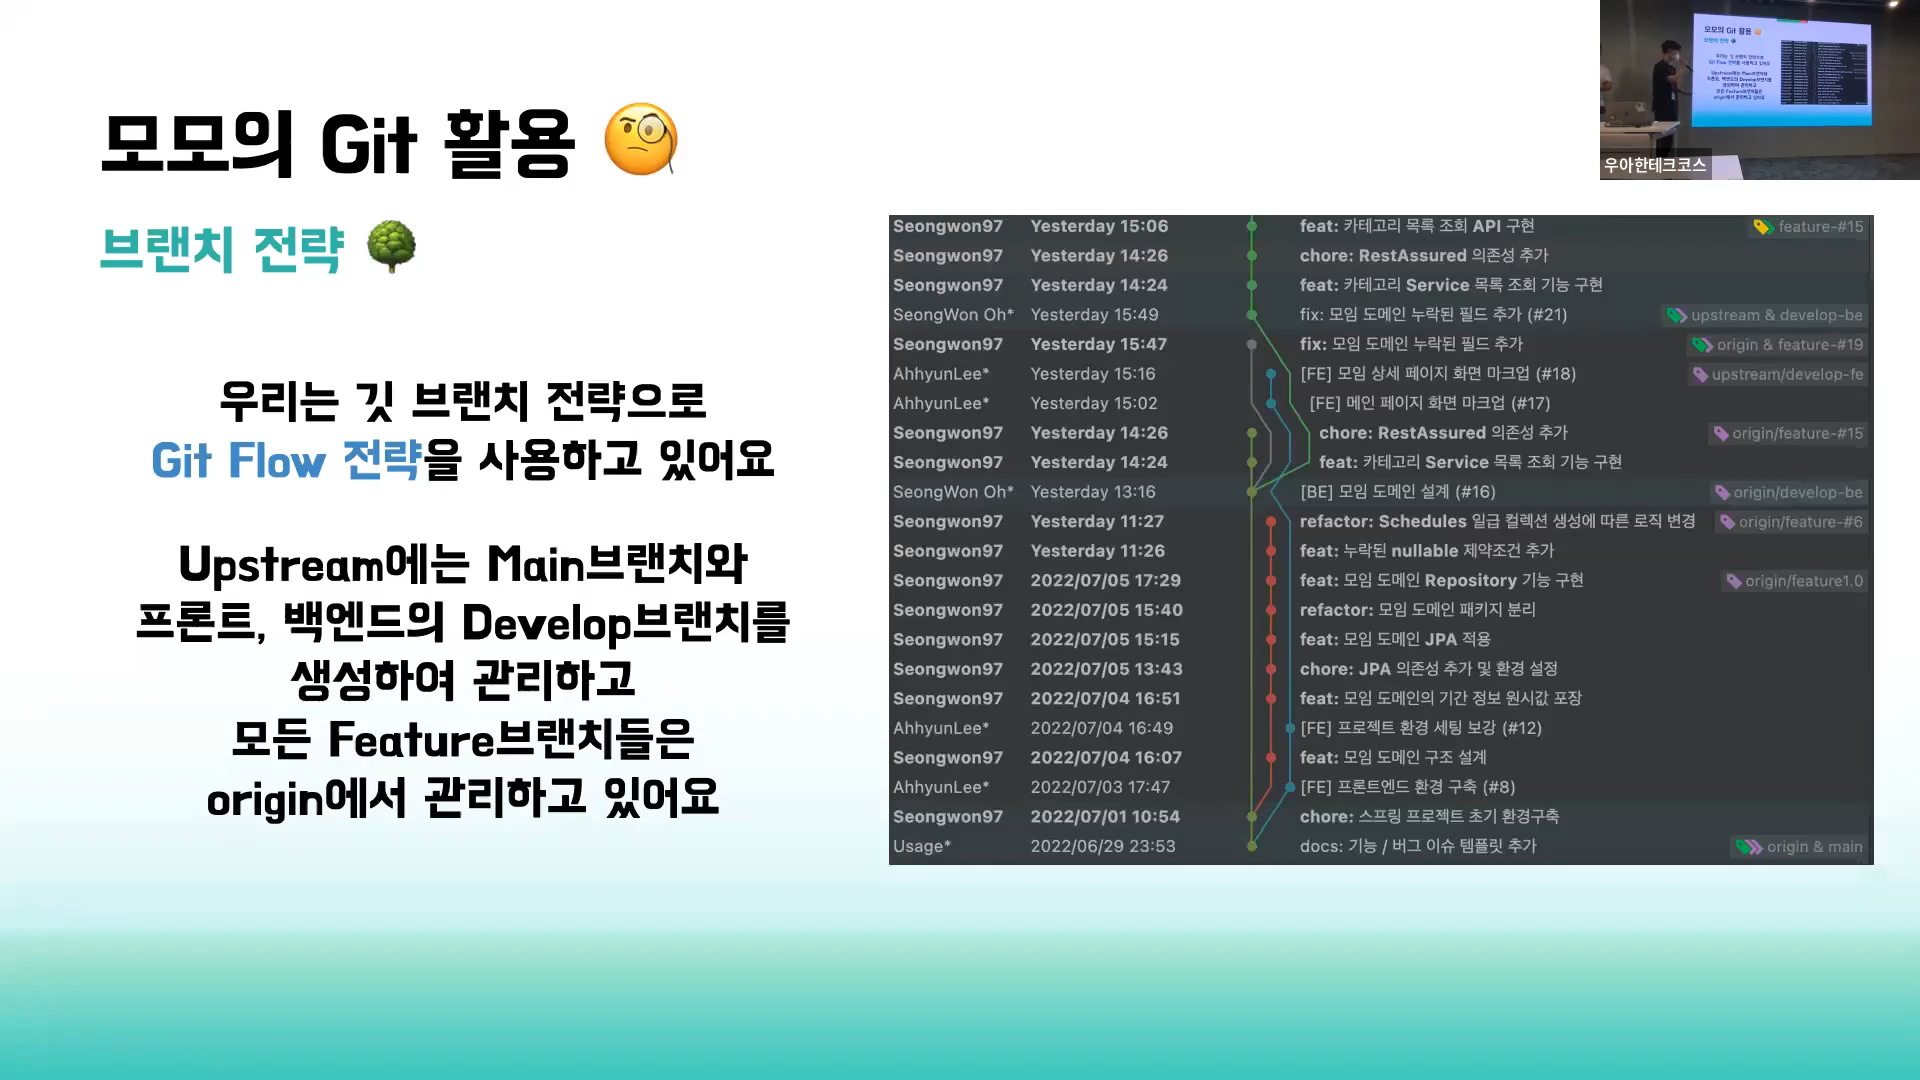 모모의 Git 활용 🧐
브랜치 전략 🌳
우리는 깃 브랜치 전략으로
Git Flow 전략을 사용하고 있어요
Upstream에는 Main브랜치와
프론트, 백엔드의 Develop브랜치를
생성하여 관리하고
모든 Feature브랜치들은
origin에서 관리하고 있어요
우아한테크코스
Seongwon97 Yesterday 15:06 feat: 카테고리 목록 조회 API 구현 feature-#15
Seongwon97 Yesterday 14:26 chore: RestAssured 의존성 추가
Seongwon97 Yesterday 14:24 feat: 카테고리 Service 목록 조회 기능 구현
SeongWon Oh* Yesterday 15:49 fix: 모임 도메인 누락된 필드 추가 (#21) upstream & develop-be
Seongwon97 Yesterday 15:47 fix: 모임 도메인 누락된 필드 추가 origin & feature-#19
AhhyunLee* Yesterday 15:16 [FE] 모임 상세 페이지 화면 마크업 (#18) upstream/develop-fe
AhhyunLee* Yesterday 15:02 [FE] 메인 페이지 화면 마크업 (#17)
Seongwon97 Yesterday 14:26 chore: RestAssured 의존성 추가 origin/feature-#15
Seongwon97 Yesterday 14:24 feat: 카테고리 Service 목록 조회 기능 구현
SeongWon Oh* Yesterday 13:16 [BE] 모임 도메인 설계 (#16) origin/develop-be
Seongwon97 Yesterday 11:27 refactor: Schedules 일급 컬렉션 생성에 따른 로직 변경 origin/feature-#6
Seongwon97 Yesterday 11:26 feat: 누락된 nullable 제약조건 추가
Seongwon97 2022/07/05 17:29 feat: 모임 도메인 Repository 기능 구현 origin/feature1.0
Seongwon97 2022/07/05 15:40 refactor: 모임 도메인 패키지 분리
Seongwon97 2022/07/05 15:15 feat: 모임 도메인 JPA 적용
Seongwon97 2022/07/05 13:43 chore: JPA 의존성 추가 및 환경 설정
Seongwon97 2022/07/04 16:51 feat: 모임 도메인의 기간 정보 원시값 포장
AhhyunLee* 2022/07/04 16:49 [FE] 프로젝트 환경 세팅 보강 (#12)
Seongwon97 2022/07/04 16:07 feat: 모임 도메인 구조 설계
AhhyunLee* 2022/07/03 17:47 [FE] 프론트엔드 환경 구축 (#8)
Seongwon97 2022/07/01 10:54 chore: 스프링 프로젝트 초기 환경구축
Usage* 2022/06/29 23:53 docs: 기능 / 버그 이슈 템플릿 추가 origin & main